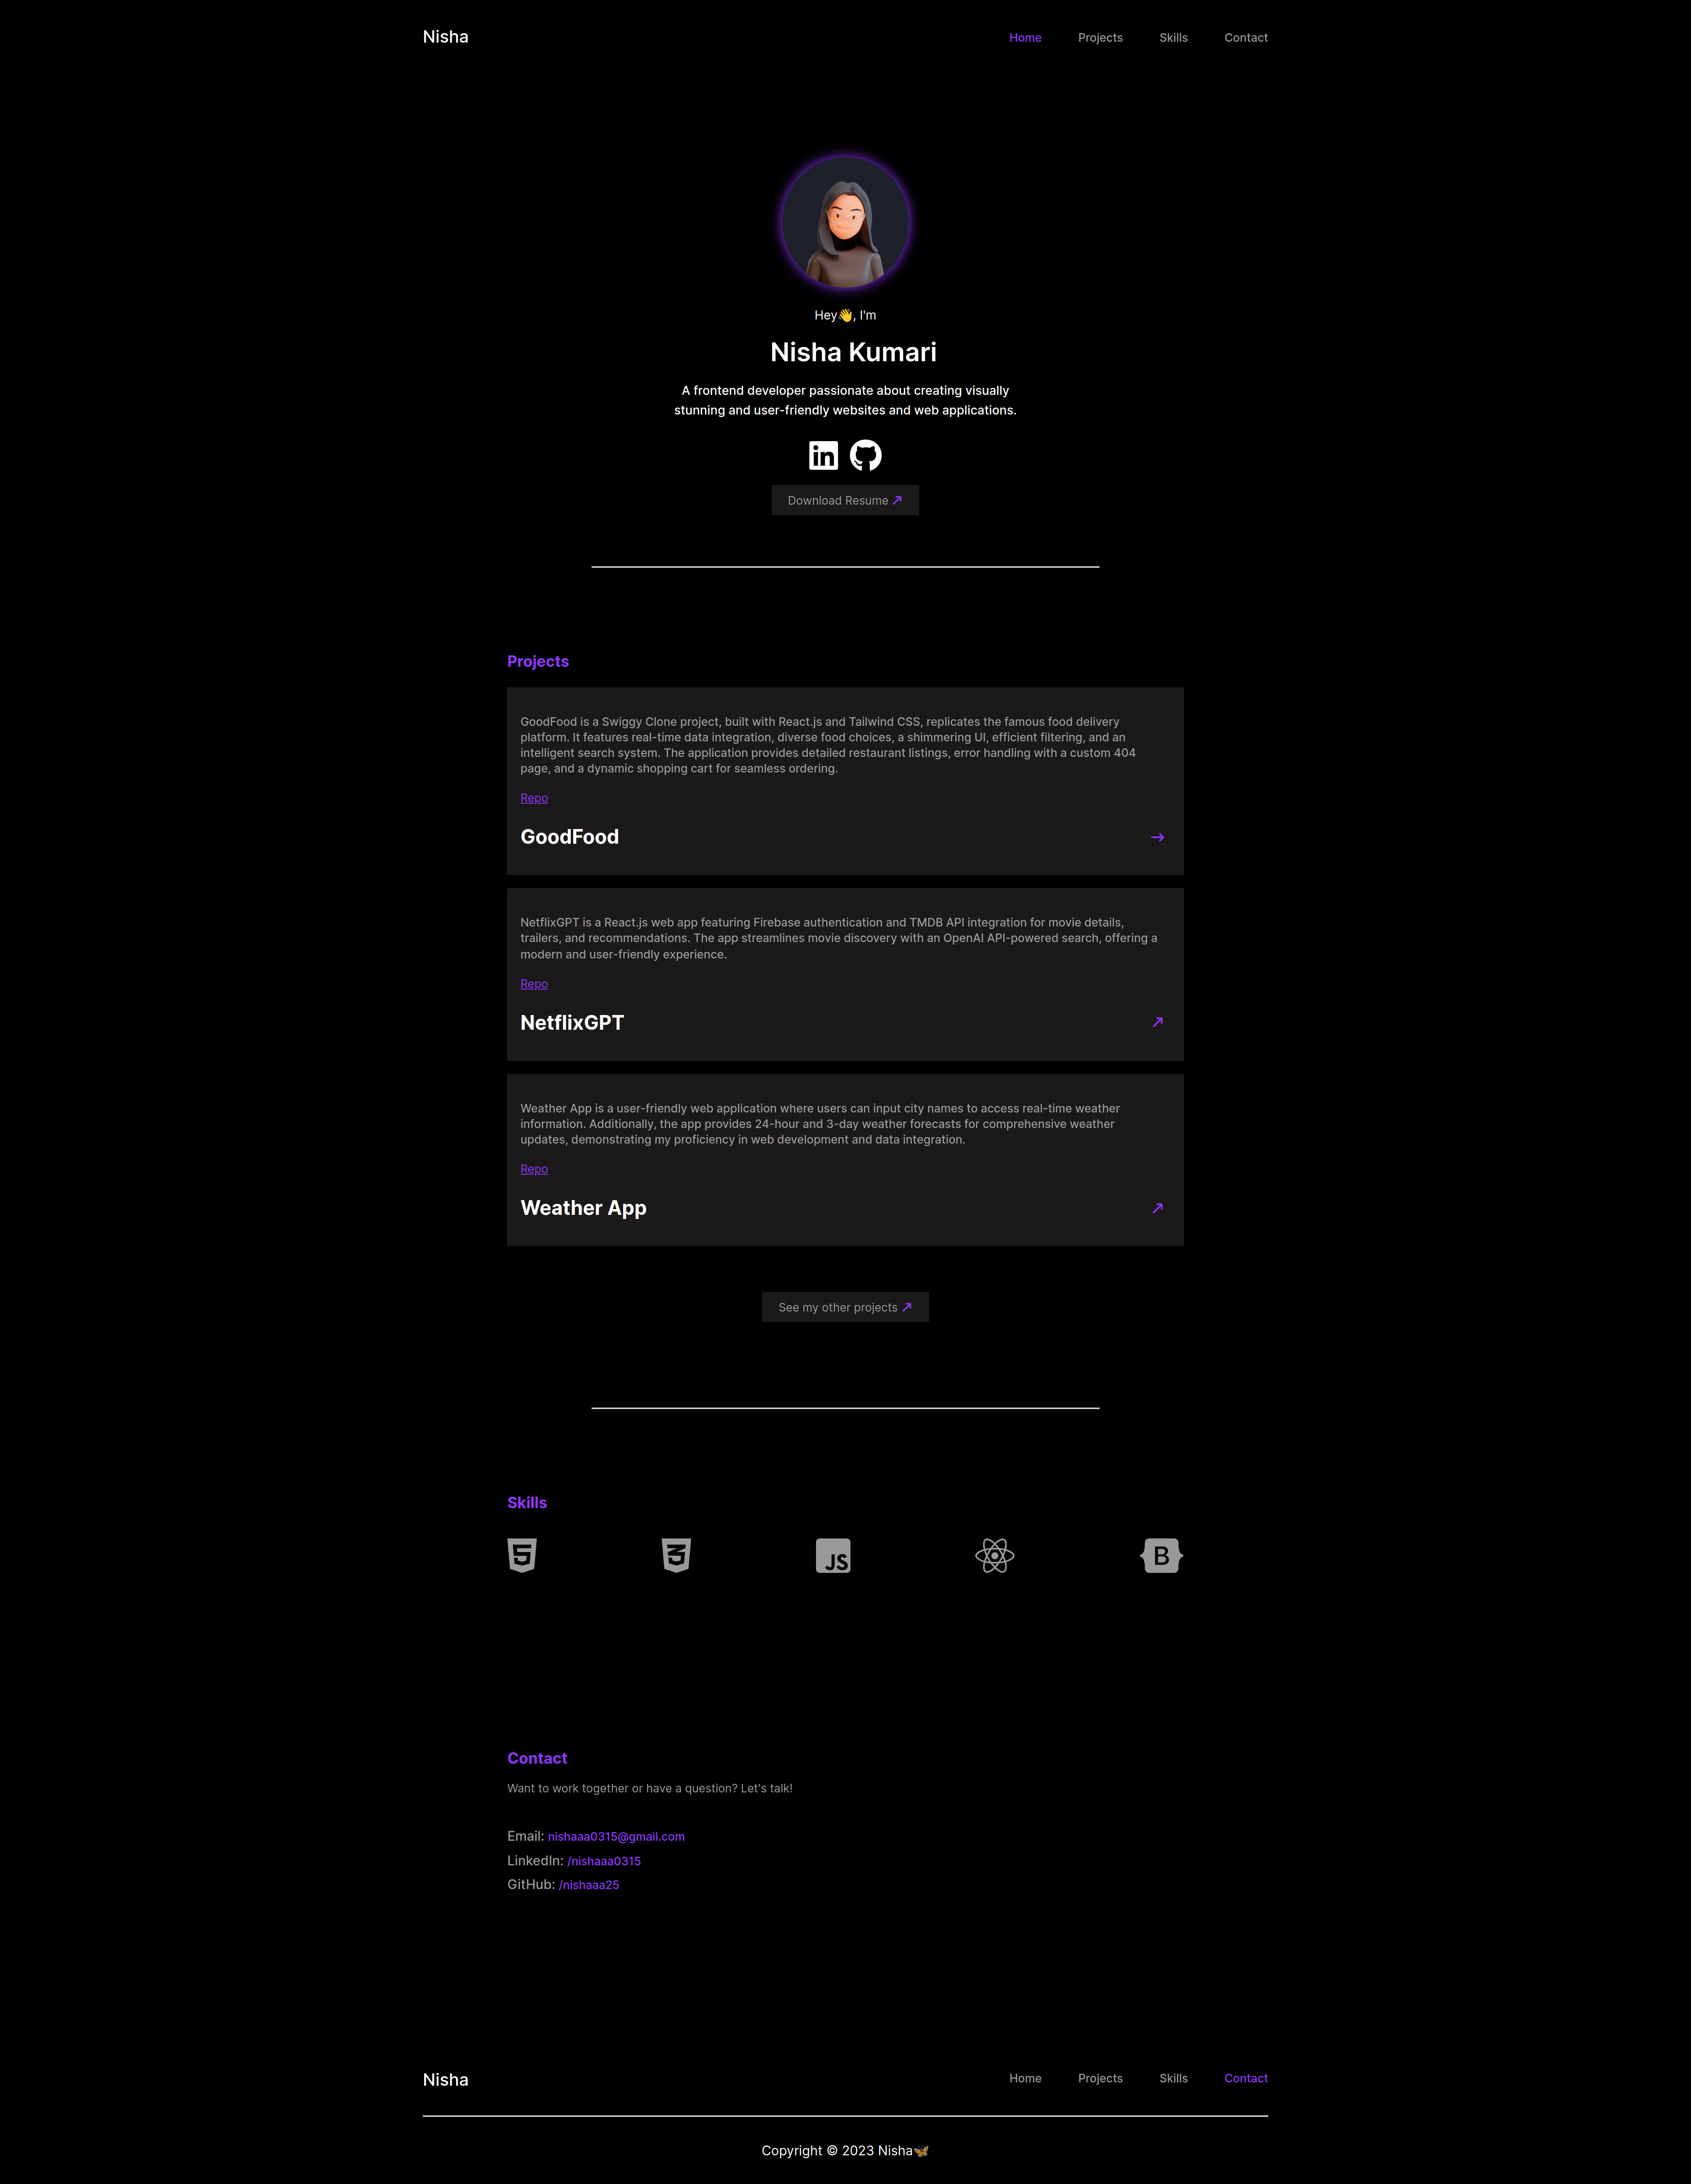 Nisha
Home Projects Skills Contact
Hey👋, I'm
Nisha Kumari
A frontend developer passionate about creating visually
stunning and user-friendly websites and web applications.
in
Download Resume ↗
Projects
GoodFood is a Swiggy Clone project, built with React.js and Tailwind CSS, replicates the famous food delivery
platform. It features real-time data integration, diverse food choices, a shimmering UI, efficient filtering, and an
intelligent search system. The application provides detailed restaurant listings, error handling with a custom 404
page, and a dynamic shopping cart for seamless ordering.
Repo
GoodFood →
NetflixGPT is a React.js web app featuring Firebase authentication and TMDB API integration for movie details,
trailers, and recommendations. The app streamlines movie discovery with an OpenAI API-powered search, offering a
modern and user-friendly experience.
Repo
NetflixGPT ↗
Weather App is a user-friendly web application where users can input city names to access real-time weather
information. Additionally, the app provides 24-hour and 3-day weather forecasts for comprehensive weather
updates, demonstrating my proficiency in web development and data integration.
Repo
Weather App ↗
See my other projects ↗
Skills
5 3 JS B
Contact
Want to work together or have a question? Let's talk!
Email: nishaaa0315@gmail.com
LinkedIn: /nishaaa0315
GitHub: /nishaaa25
Nisha
Home Projects Skills Contact
Copyright © 2023 Nisha🦋